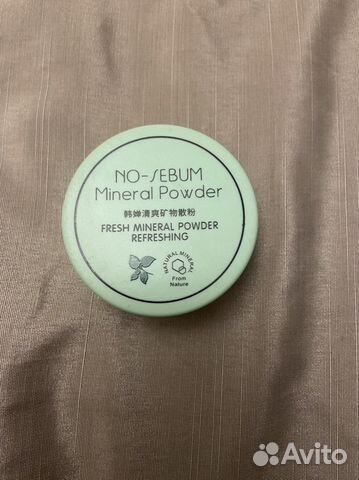 NO-SEBUM
Mineral Powder
韩婵清爽矿物散粉
FRESH MINERAL POWDER
REFRESHING
NATURAL MINERAL
From
Nature
Avito